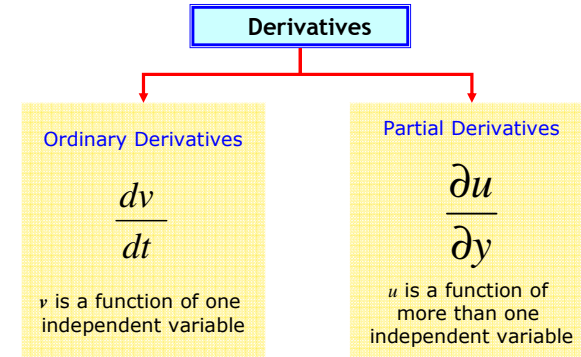 Derivatives
Ordinary Derivatives
dv
dt
v is a function of one
independent variable
Partial Derivatives
∂u
∂y
u is a function of
more than one
independent variable